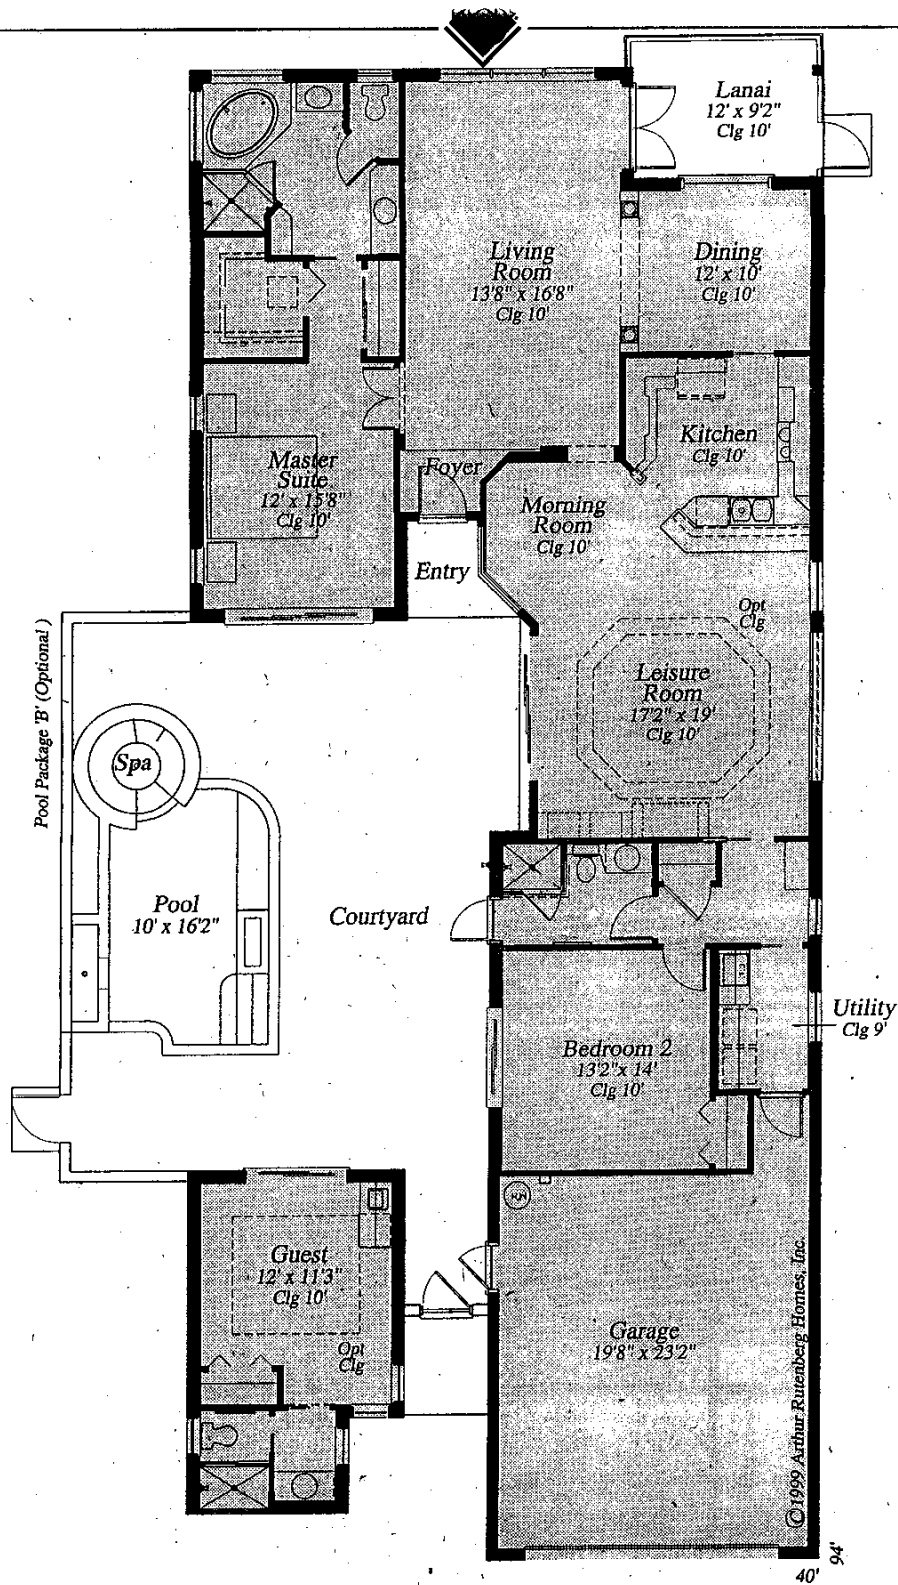 Lanai
12' x 9'2"
Clg 10'
Living
Room
13'8" x 16'8"
Clg 10'
Dining
12' x 10'
Clg 10'
Kitchen
Clg 10'
Master
Suite
12' x 15'8"
Clg 10'
Foyer
Morning
Room
Clg 10'
Entry
Opt
Clg
Leisure
Room
17'2" x 19'
Clg 10'
Pool Package 'B' (Optional)
Spa
Pool
10' x 16'2"
Courtyard
Utility
Clg 9'
Bedroom 2
13'2" x 14'
Clg 10'
Guest
12' x 11'3"
Clg 10'
Opt
Clg
Garage
19'8" x 23'2"
© 1999 Arthur Rutenberg Homes, Inc.
94'
40'